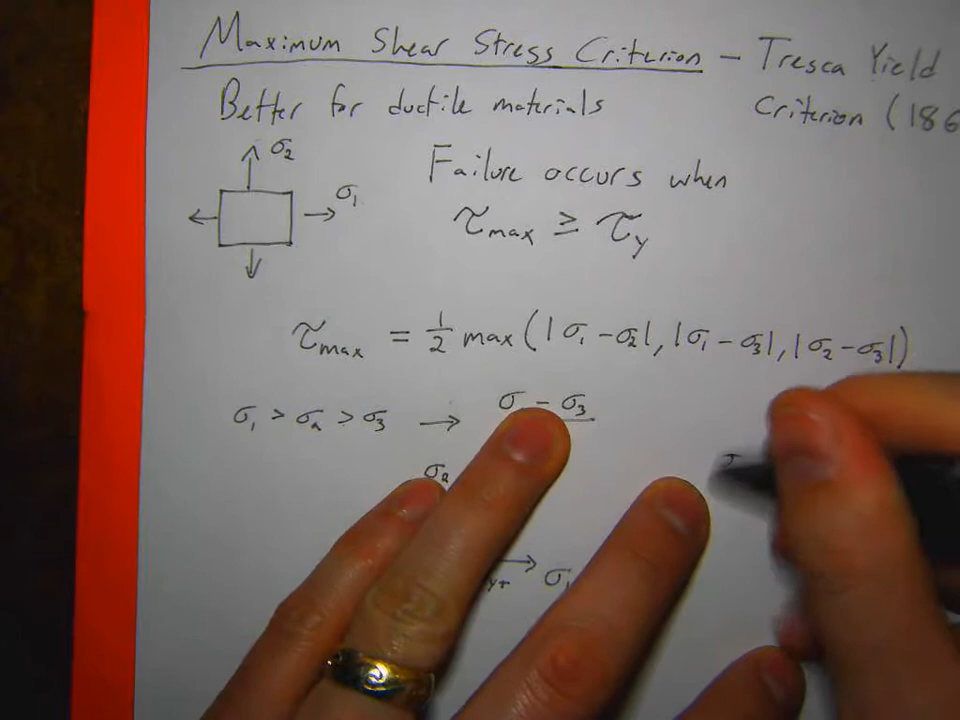 Maximum Shear Stress Criterion - Tresca Yield
Better for ductile materials
Criterion (186
σ₂
σ₁
Failure occurs when
τmax ≥ τy
τmax = 1/2 max(|σ₁ - σ₂|, |σ₁ - σ₃|, |σ₂ - σ₃|)
σ₁ > σ₂ > σ₃ → σ - σ₃
σ₂
→ σ₁